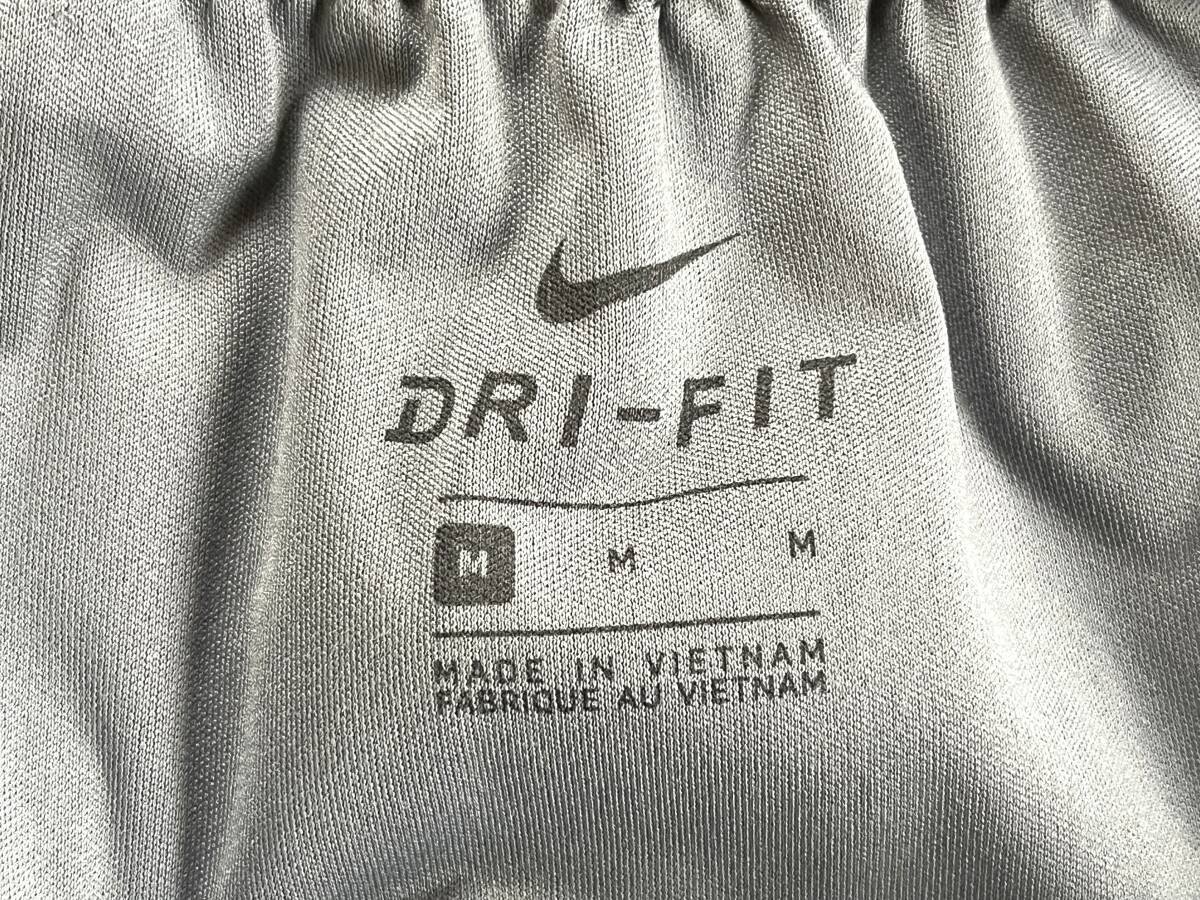 DRI-FIT
M M M
MADE IN VIETNAM
FABRIQUE AU VIETNAM